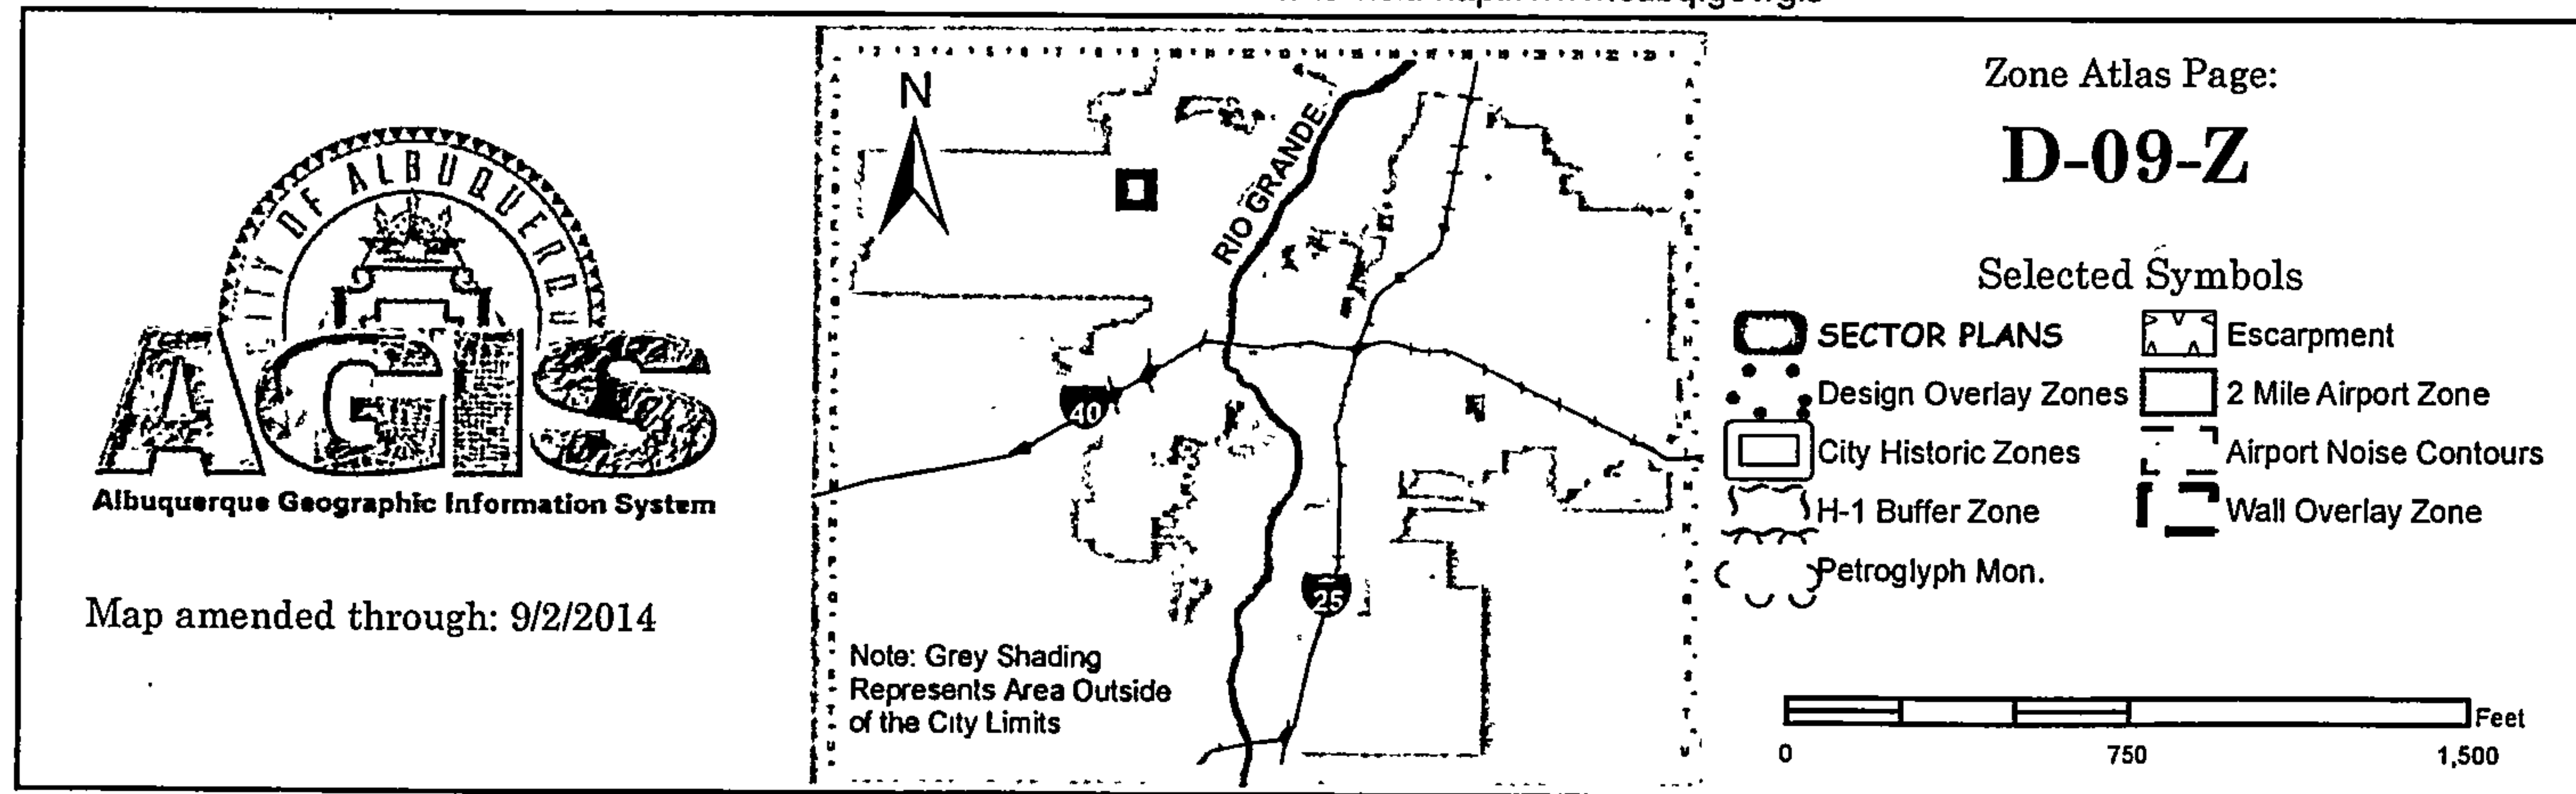 CITY OF ALBUQUERQUE
AGIS
Albuquerque Geographic Information System
Map amended through: 9/2/2014
N
RIO GRANDE
40
25
Note: Grey Shading
Represents Area Outside
of the City Limits
Zone Atlas Page:
D-09-Z
Selected Symbols
SECTOR PLANS
Design Overlay Zones
City Historic Zones
H-1 Buffer Zone
Petroglyph Mon.
Escarpment
2 Mile Airport Zone
Airport Noise Contours
Wall Overlay Zone
Feet
0 750 1,500